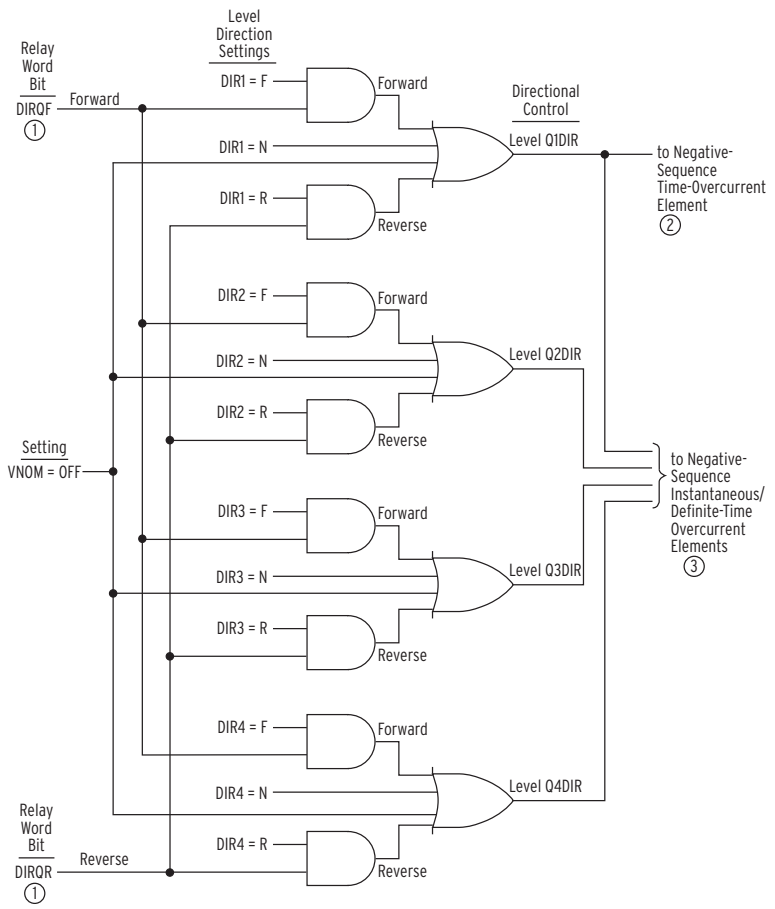 Relay
Word
Bit
DIRQF
①
Forward
Level
Direction
Settings
DIR1 = F
Forward
DIR1 = N
DIR1 = R
Reverse
Directional
Control
Level Q1DIR
to Negative-
Sequence
Time-Overcurrent
Element
②
DIR2 = F
Forward
DIR2 = N
DIR2 = R
Reverse
Level Q2DIR
Setting
VNOM = OFF
to Negative-
Sequence
Instantaneous/
Definite-Time
Overcurrent
Elements
③
DIR3 = F
Forward
DIR3 = N
DIR3 = R
Reverse
Level Q3DIR
DIR4 = F
Forward
DIR4 = N
DIR4 = R
Reverse
Level Q4DIR
Relay
Word
Bit
DIRQR
①
Reverse